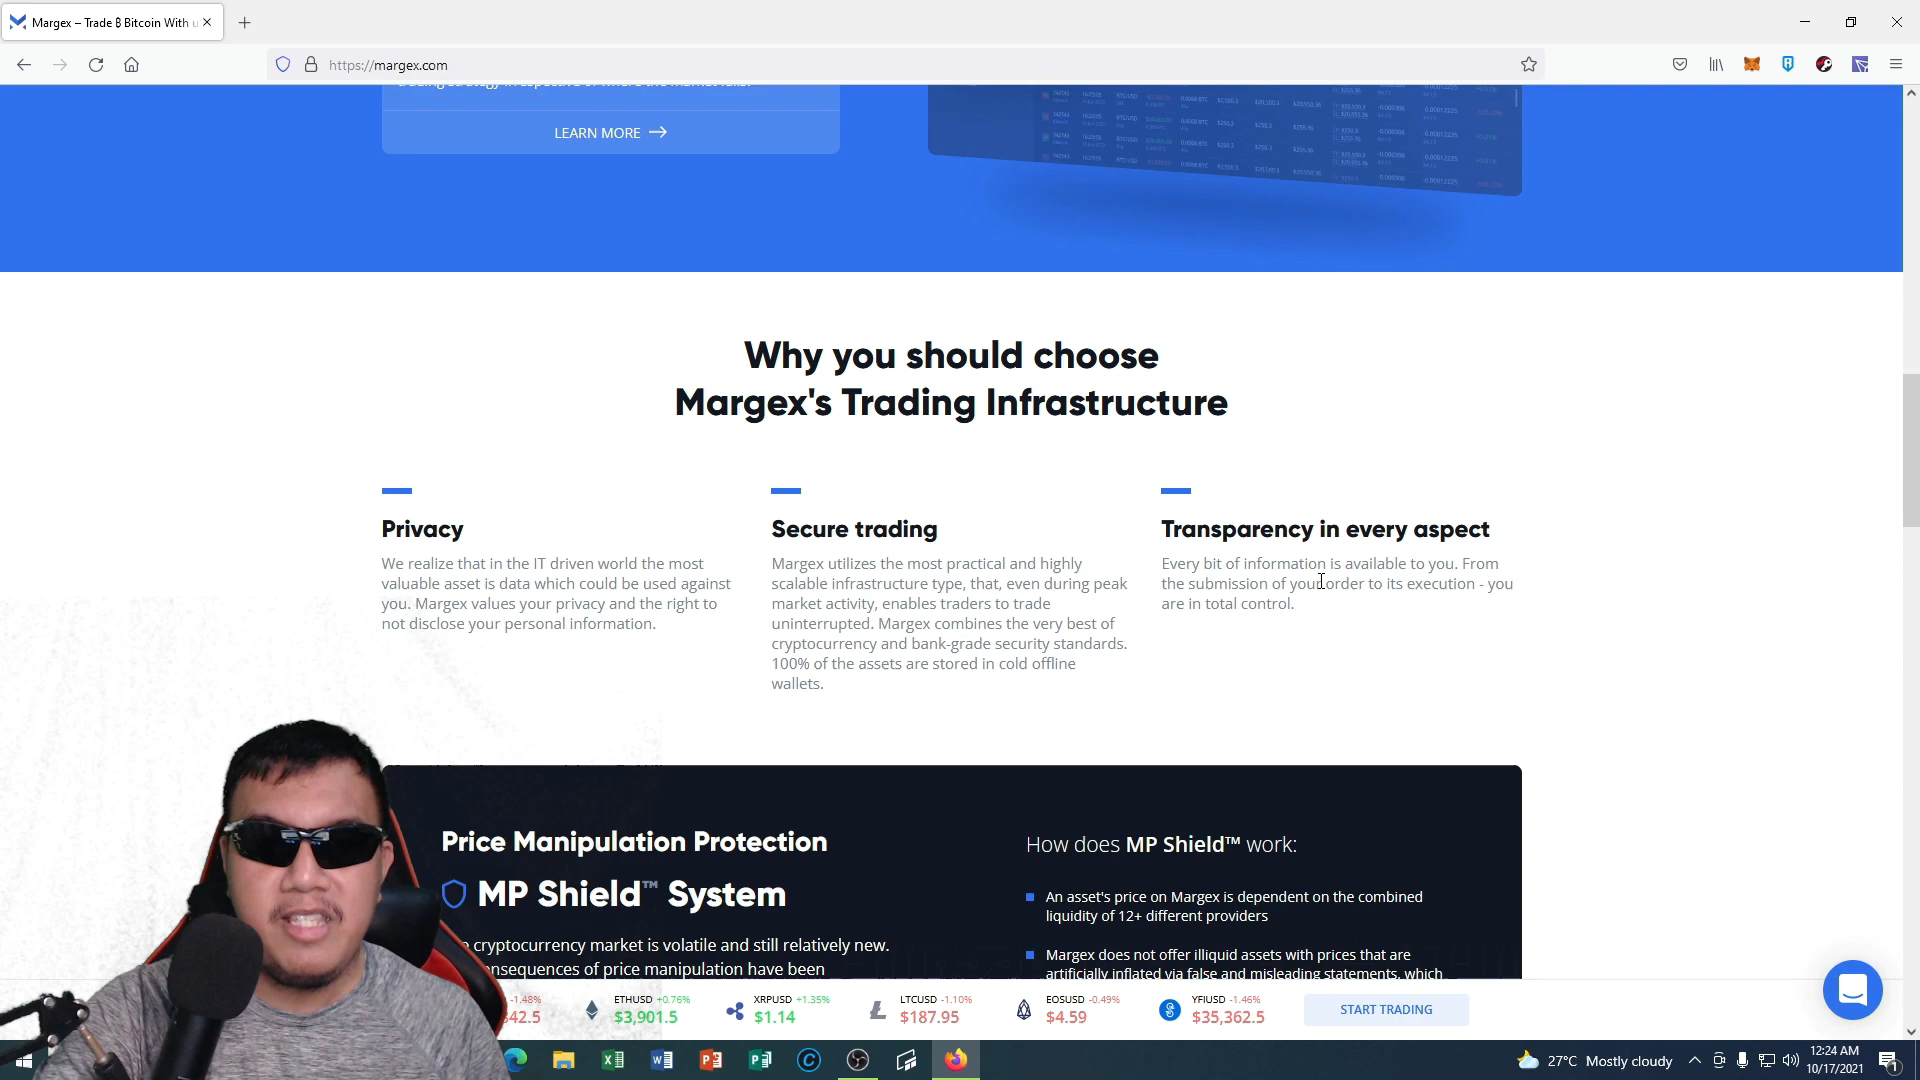 Margex – Trade ₿ Bitcoin With u
https://margex.com
LEARN MORE
Why you should choose
Margex's Trading Infrastructure
Privacy
We realize that in the IT driven world the most
valuable asset is data which could be used against
you. Margex values your privacy and the right to
not disclose your personal information.
Secure trading
Margex utilizes the most practical and highly
scalable infrastructure type, that, even during peak
market activity, enables traders to trade
uninterrupted. Margex combines the very best of
cryptocurrency and bank-grade security standards.
100% of the assets are stored in cold offline
wallets.
Transparency in every aspect
Every bit of information is available to you. From
the submission of your order to its execution - you
are in total control.
Price Manipulation Protection
MP Shield™ System
cryptocurrency market is volatile and still relatively new.
nsequences of price manipulation have been
How does MP Shield™ work:
An asset's price on Margex is dependent on the combined
liquidity of 12+ different providers
Margex does not offer illiquid assets with prices that are
artificially inflated via false and misleading statements, which
-1.48%
342.5
ETHUSD +0.76%
$3,901.5
XRPUSD +1.35%
$1.14
LTCUSD -1.10%
$187.95
EOSUSD -0.49%
$4.59
YFIUSD -1.46%
$35,362.5
START TRADING
27°C Mostly cloudy
12:24 AM
10/17/2021
1